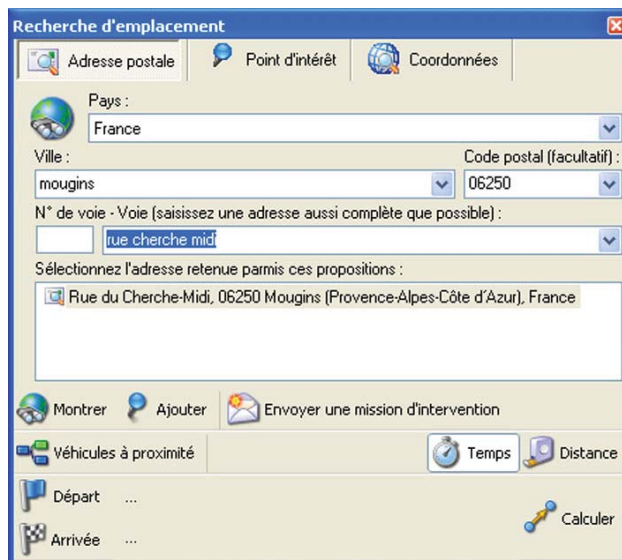 Recherche d'emplacement
Adresse postale Point d'intérêt Coordonnées
Pays :
France
Ville : Code postal (facultatif) :
mougins 06250
N° de voie - Voie (saisissez une adresse aussi complète que possible) :
rue cherche midi
Sélectionnez l'adresse retenue parmis ces propositions :
Rue du Cherche-Midi, 06250 Mougins (Provence-Alpes-Côte d´Azur), France
Montrer Ajouter Envoyer une mission d'intervention
Véhicules à proximité Temps Distance
Départ ...
Calculer
Arrivée ...